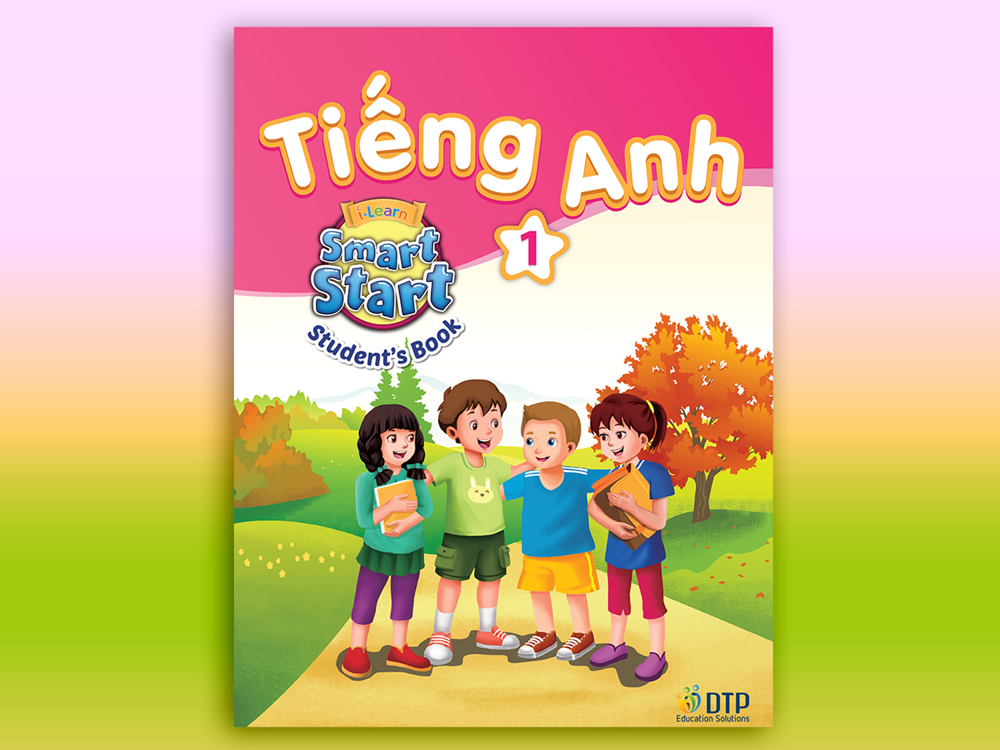 Tiếng Anh
1
i-Learn
Smart
Start
Student's Book
DTP
Education Solutions